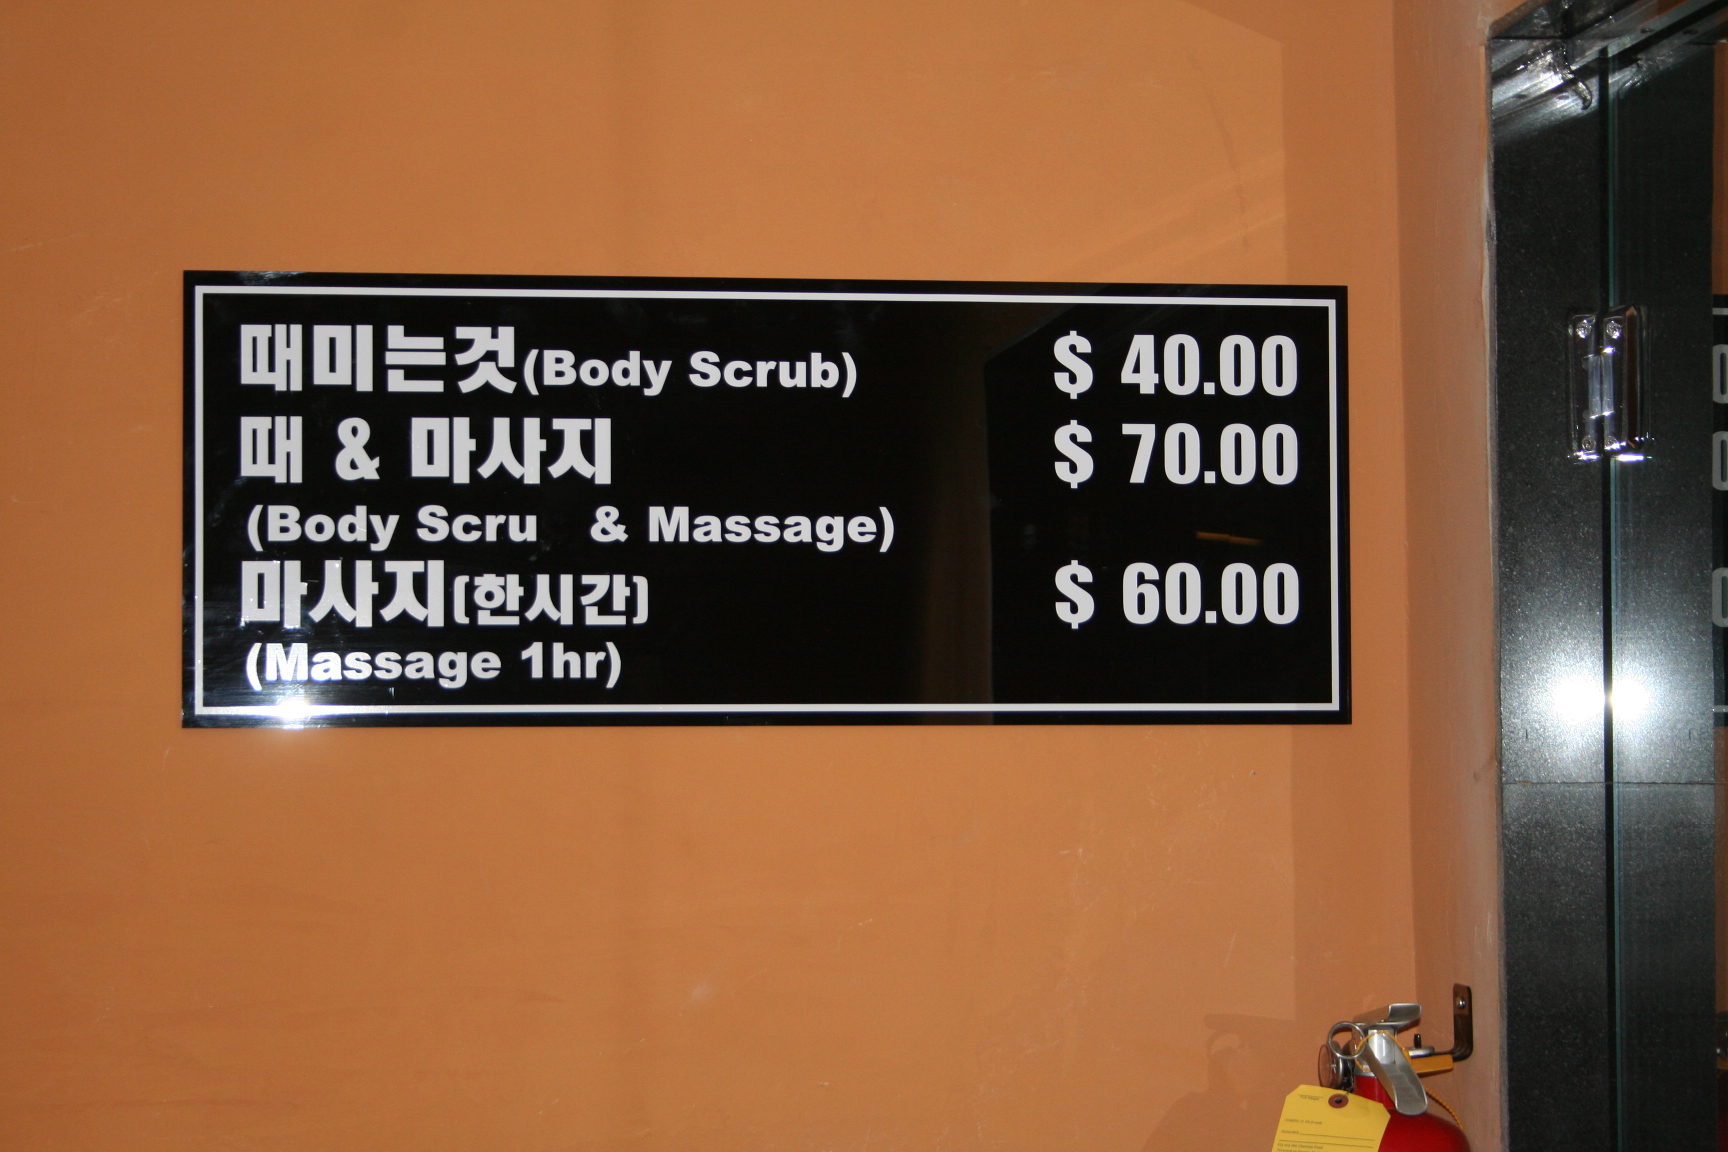 때미는것(Body Scrub) $ 40.00
때 & 마사지 $ 70.00
(Body Scru & Massage)
마사지(한시간) $ 60.00
(Massage 1hr)